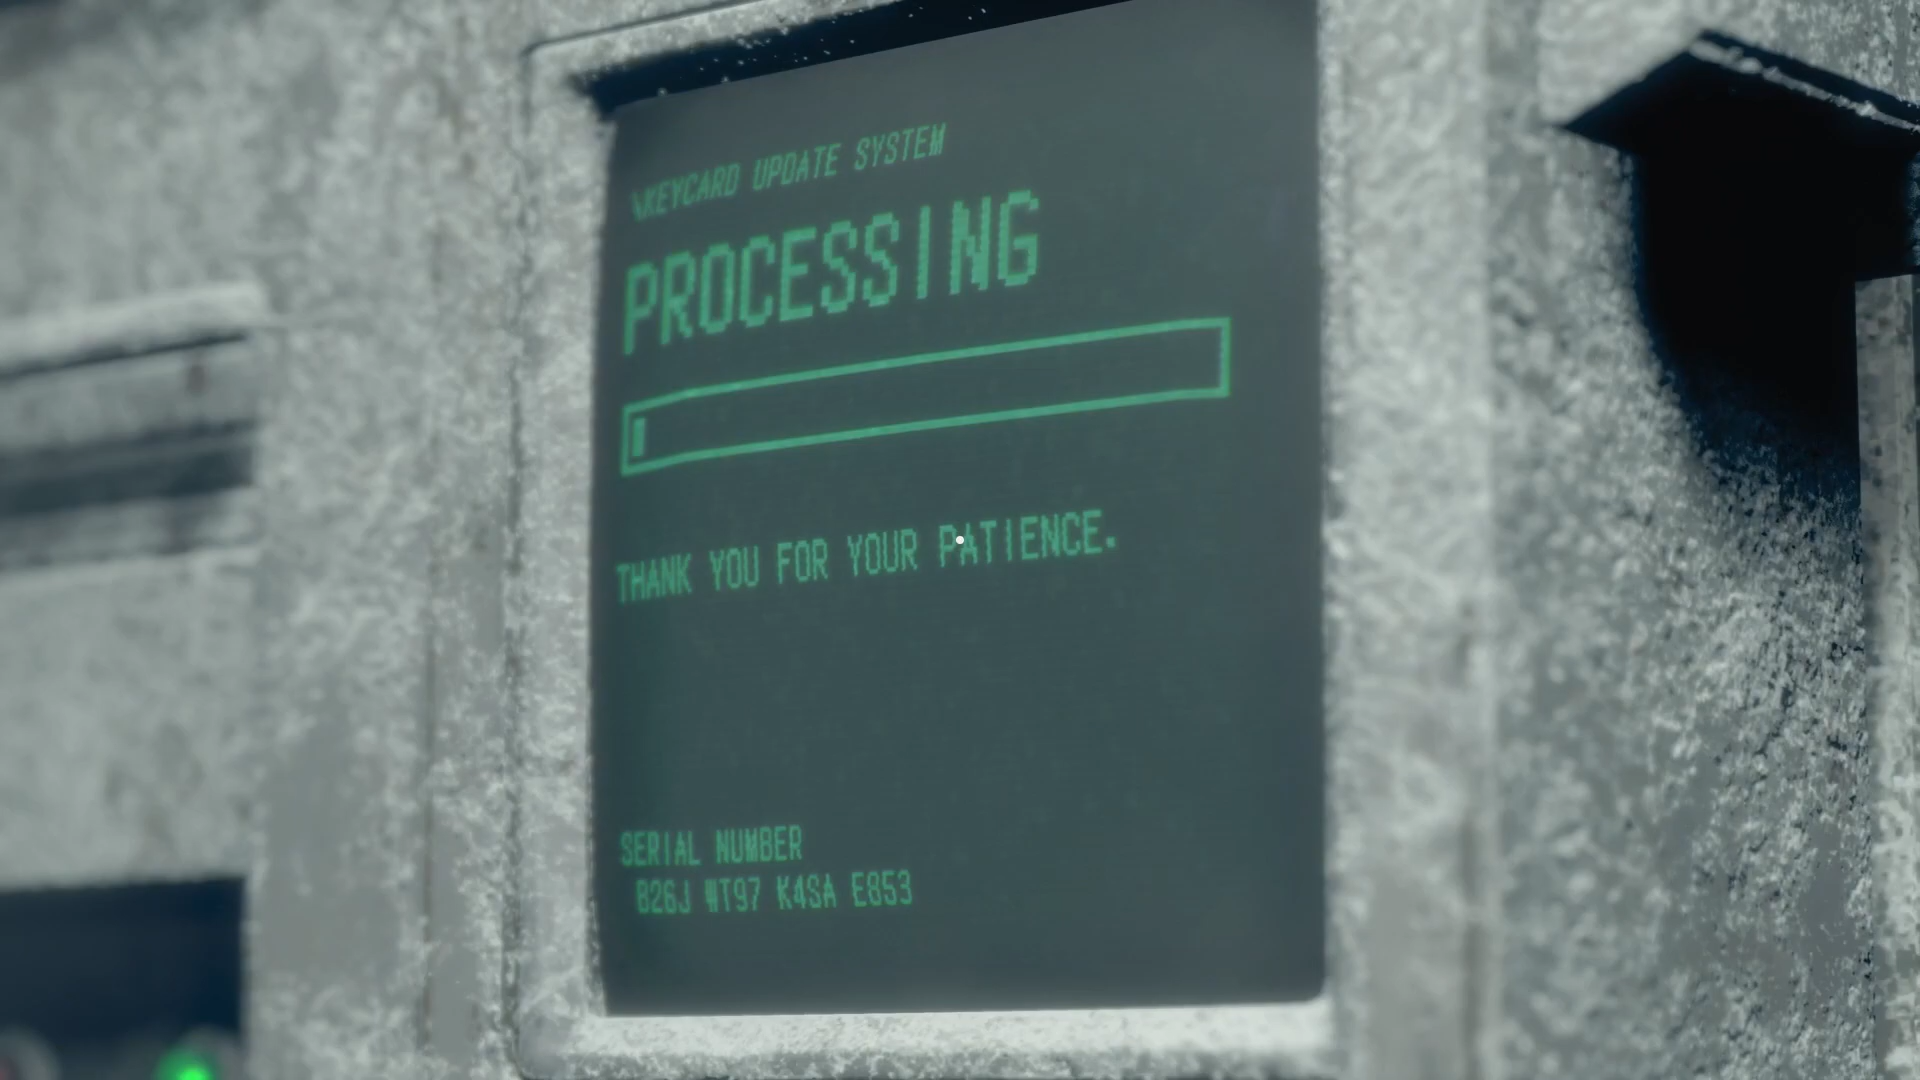 \KEYCARD UPDATE SYSTEM
PROCESSING
THANK YOU FOR YOUR PATIENCE.
SERIAL NUMBER
B26J WT97 K4SA E853